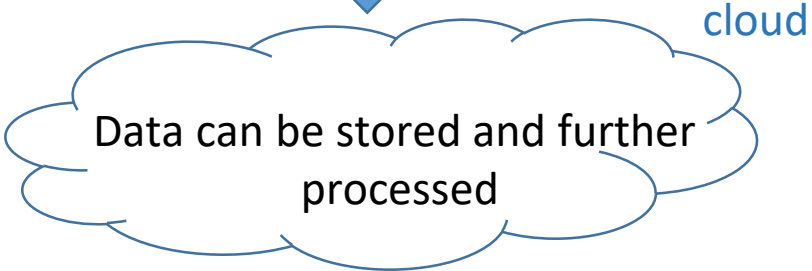 cloud
Data can be stored and further
processed